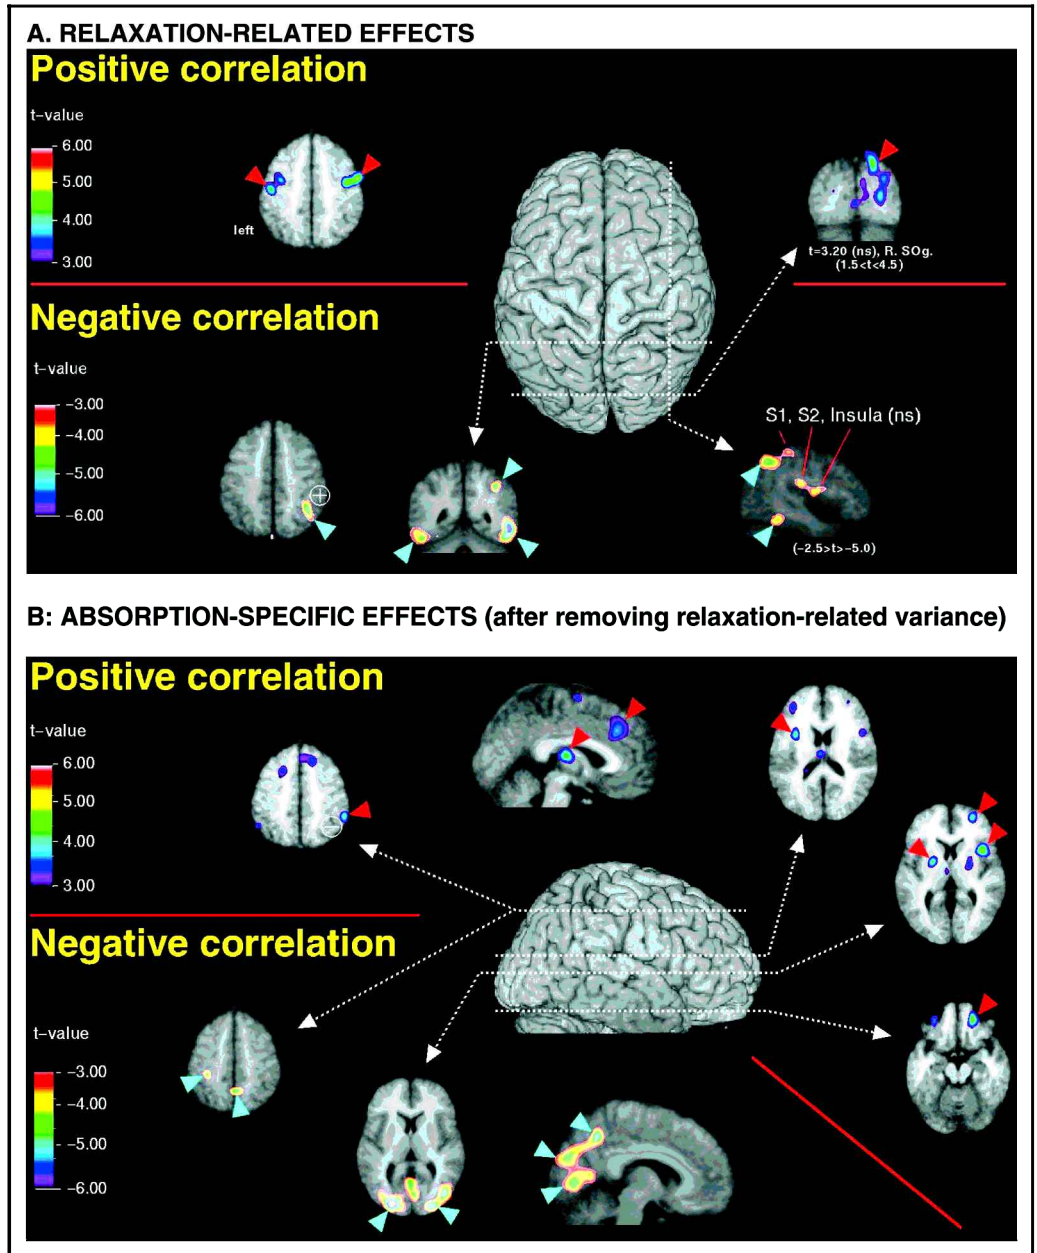 A. RELAXATION-RELATED EFFECTS
Positive correlation
t-value
6.00
5.00
4.00
3.00
left
t=3.20 (ns), R. SOg.
(1.5<t<4.5)
Negative correlation
t-value
-3.00
-4.00
-5.00
-6.00
S1, S2, Insula (ns)
(-2.5>t>-5.0)
B: ABSORPTION-SPECIFIC EFFECTS (after removing relaxation-related variance)
Positive correlation
t-value
6.00
5.00
4.00
3.00
Negative correlation
t-value
-3.00
-4.00
-5.00
-6.00